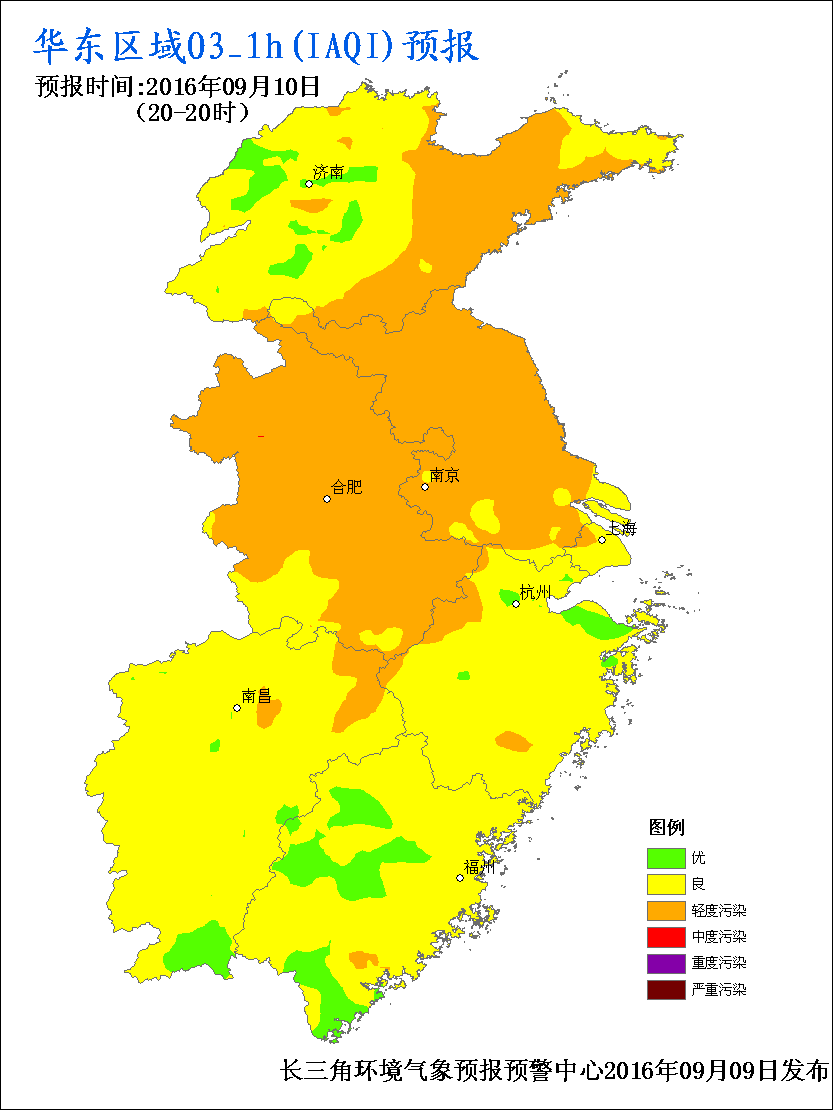 华东区域O3_1h(IAQI)预报
预报时间:2016年09月10日
（20-20时）
济南
南京
合肥
上海
杭州
南昌
福州
图例
优
良
轻度污染
中度污染
重度污染
严重污染
长三角环境气象预报预警中心2016年09月09日发布